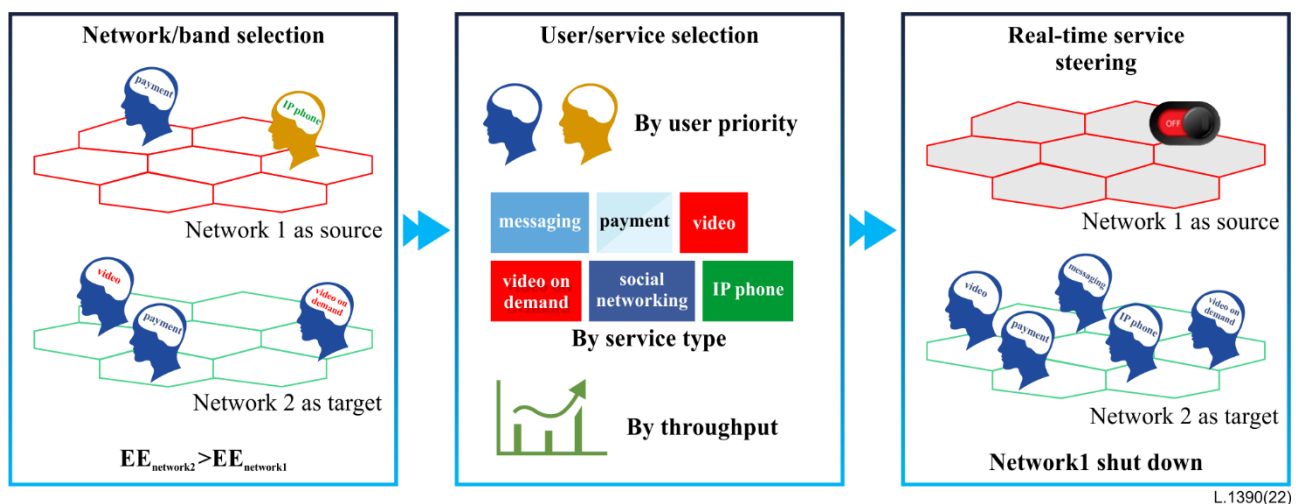 Network/band selection
payment
IP phone
Network 1 as source
video
payment
video on
demand
Network 2 as target
EEnetwork2>EEnetwork1
User/service selection
By user priority
messaging
payment
video
video on
demand
social
networking
IP phone
By service type
By throughput
Real-time service
steering
OFF
Network 1 as source
video
messaging
payment
IP phone
video on
demand
Network 2 as target
Network1 shut down
L.1390(22)